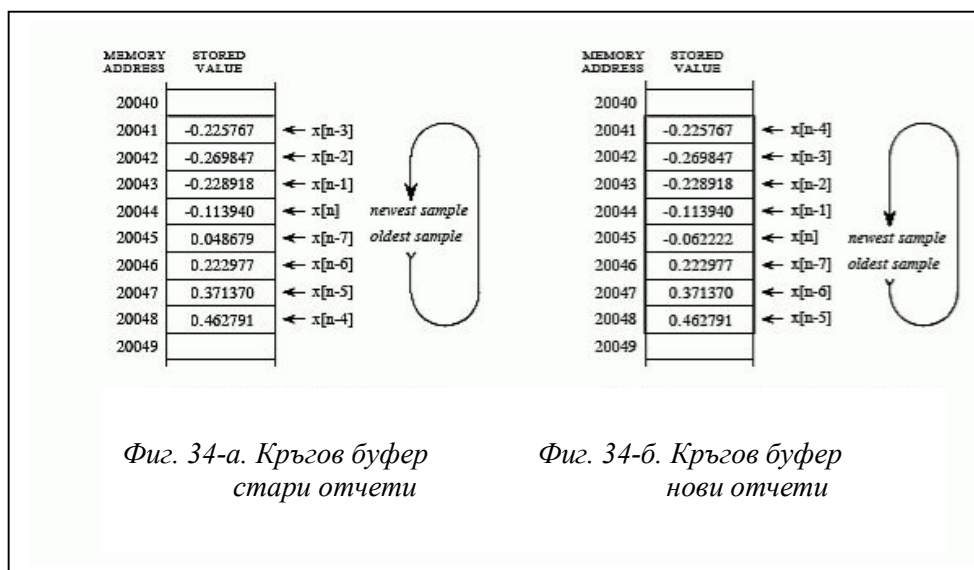 MEMORY ADDRESS STORED VALUE
20040
20041 -0.225767 x[n-3]
20042 -0.269847 x[n-2]
20043 -0.228918 x[n-1]
20044 -0.113940 x[n] newest sample
20045 0.048679 x[n-7] oldest sample
20046 0.222977 x[n-6]
20047 0.371370 x[n-5]
20048 0.462791 x[n-4]
20049
Фиг. 34-а. Кръгов буфер
стари отчети
MEMORY ADDRESS STORED VALUE
20040
20041 -0.225767 x[n-4]
20042 -0.269847 x[n-3]
20043 -0.228918 x[n-2]
20044 -0.113940 x[n-1]
20045 -0.062222 x[n] newest sample
20046 0.222977 x[n-7] oldest sample
20047 0.371370 x[n-6]
20048 0.462791 x[n-5]
20049
Фиг. 34-б. Кръгов буфер
нови отчети